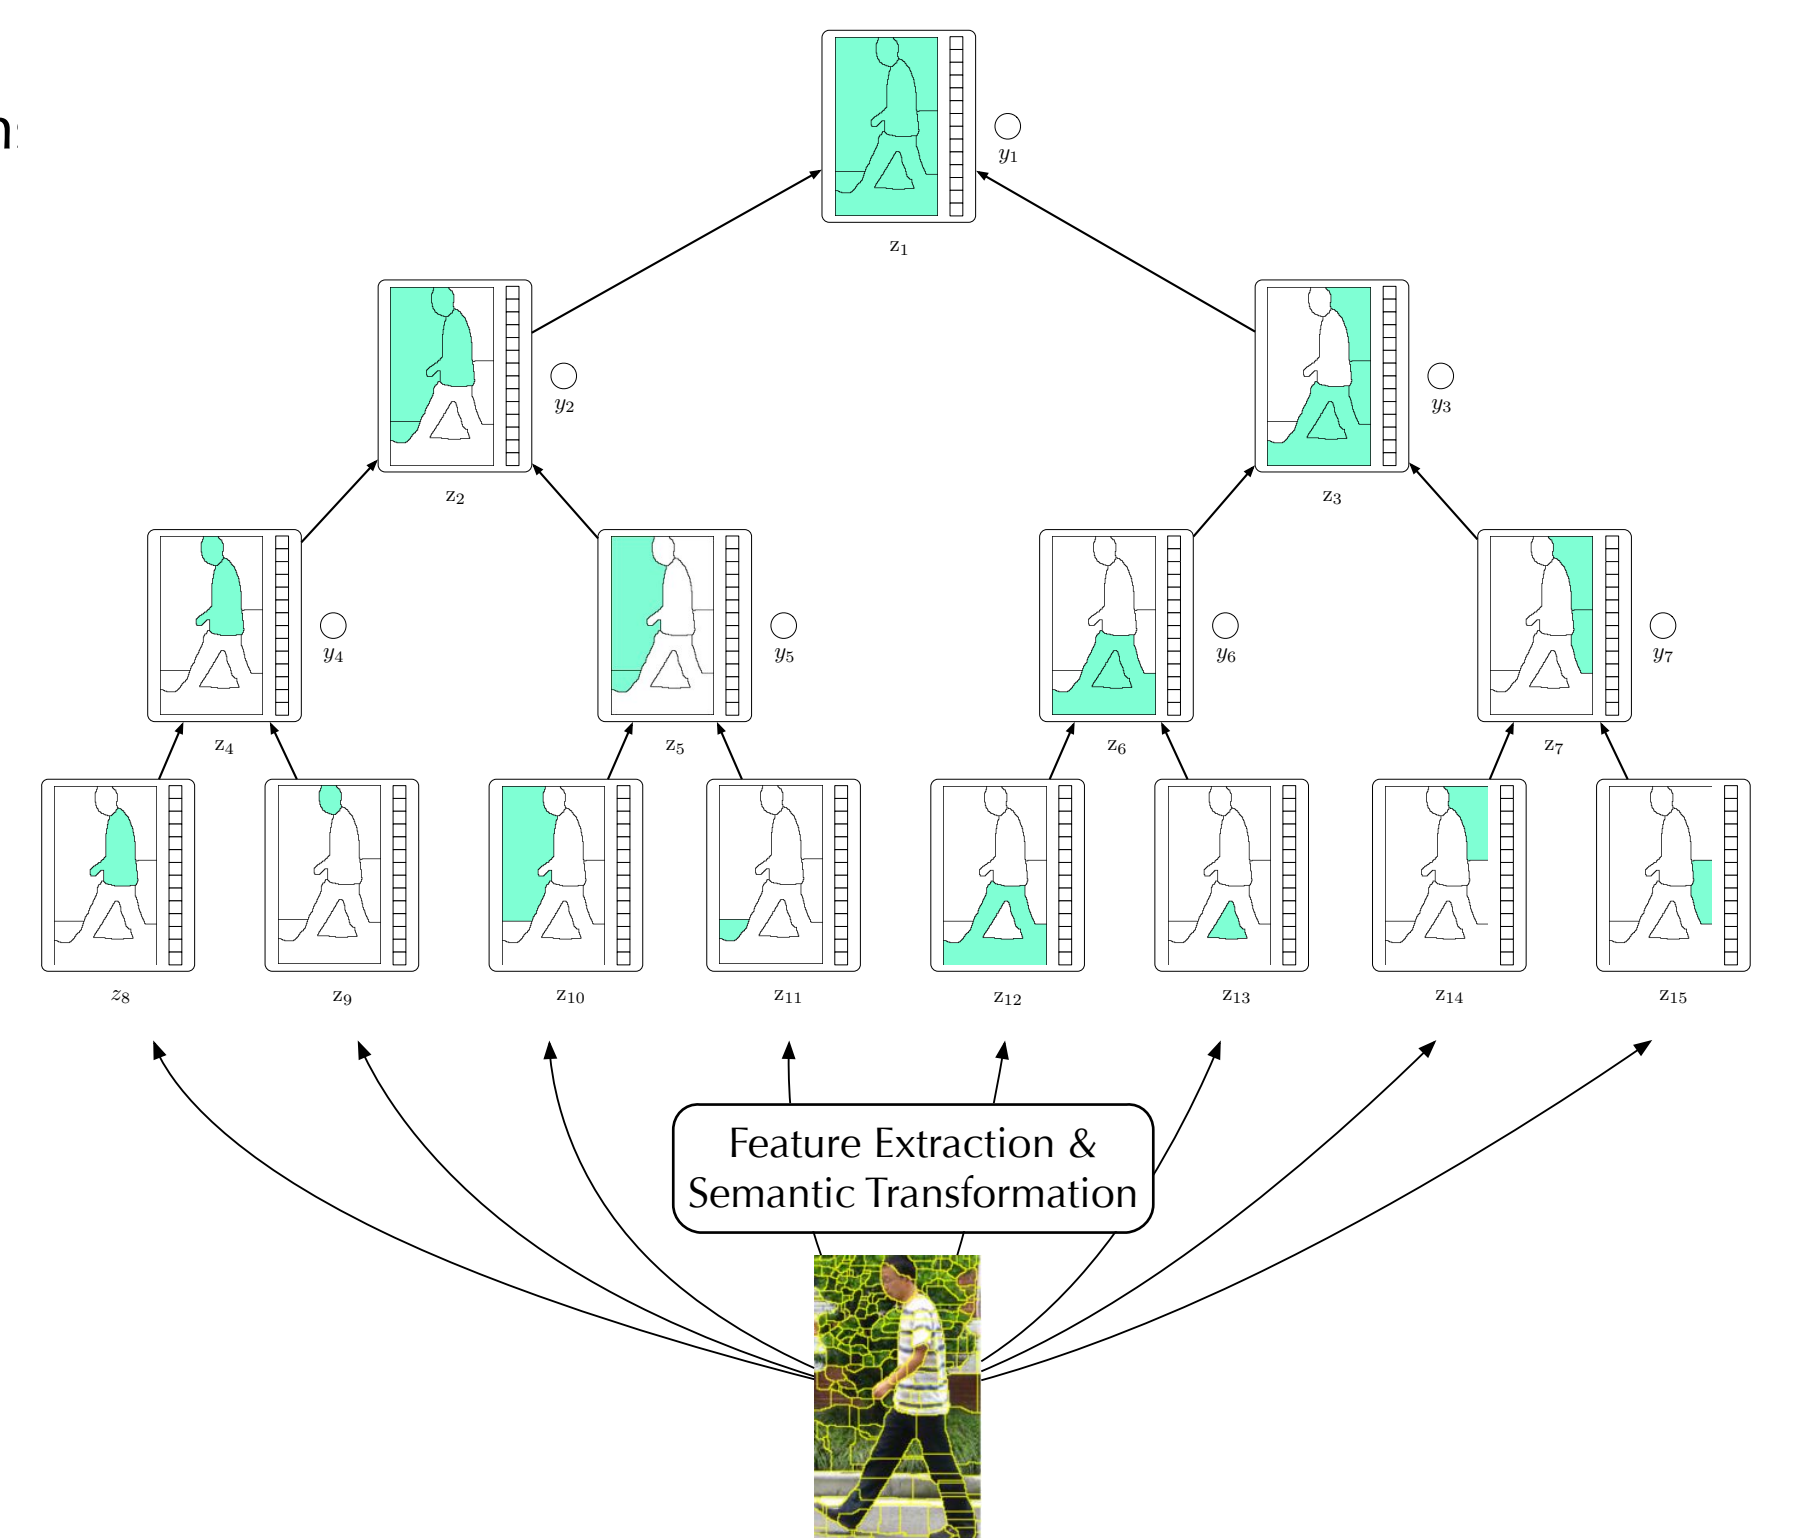 y1
z1
y2
y3
z2
z3
y4
y5
y6
y7
z4
z5
z6
z7
z8
z9
z10
z11
z12
z13
z14
z15
Feature Extraction &
Semantic Transformation